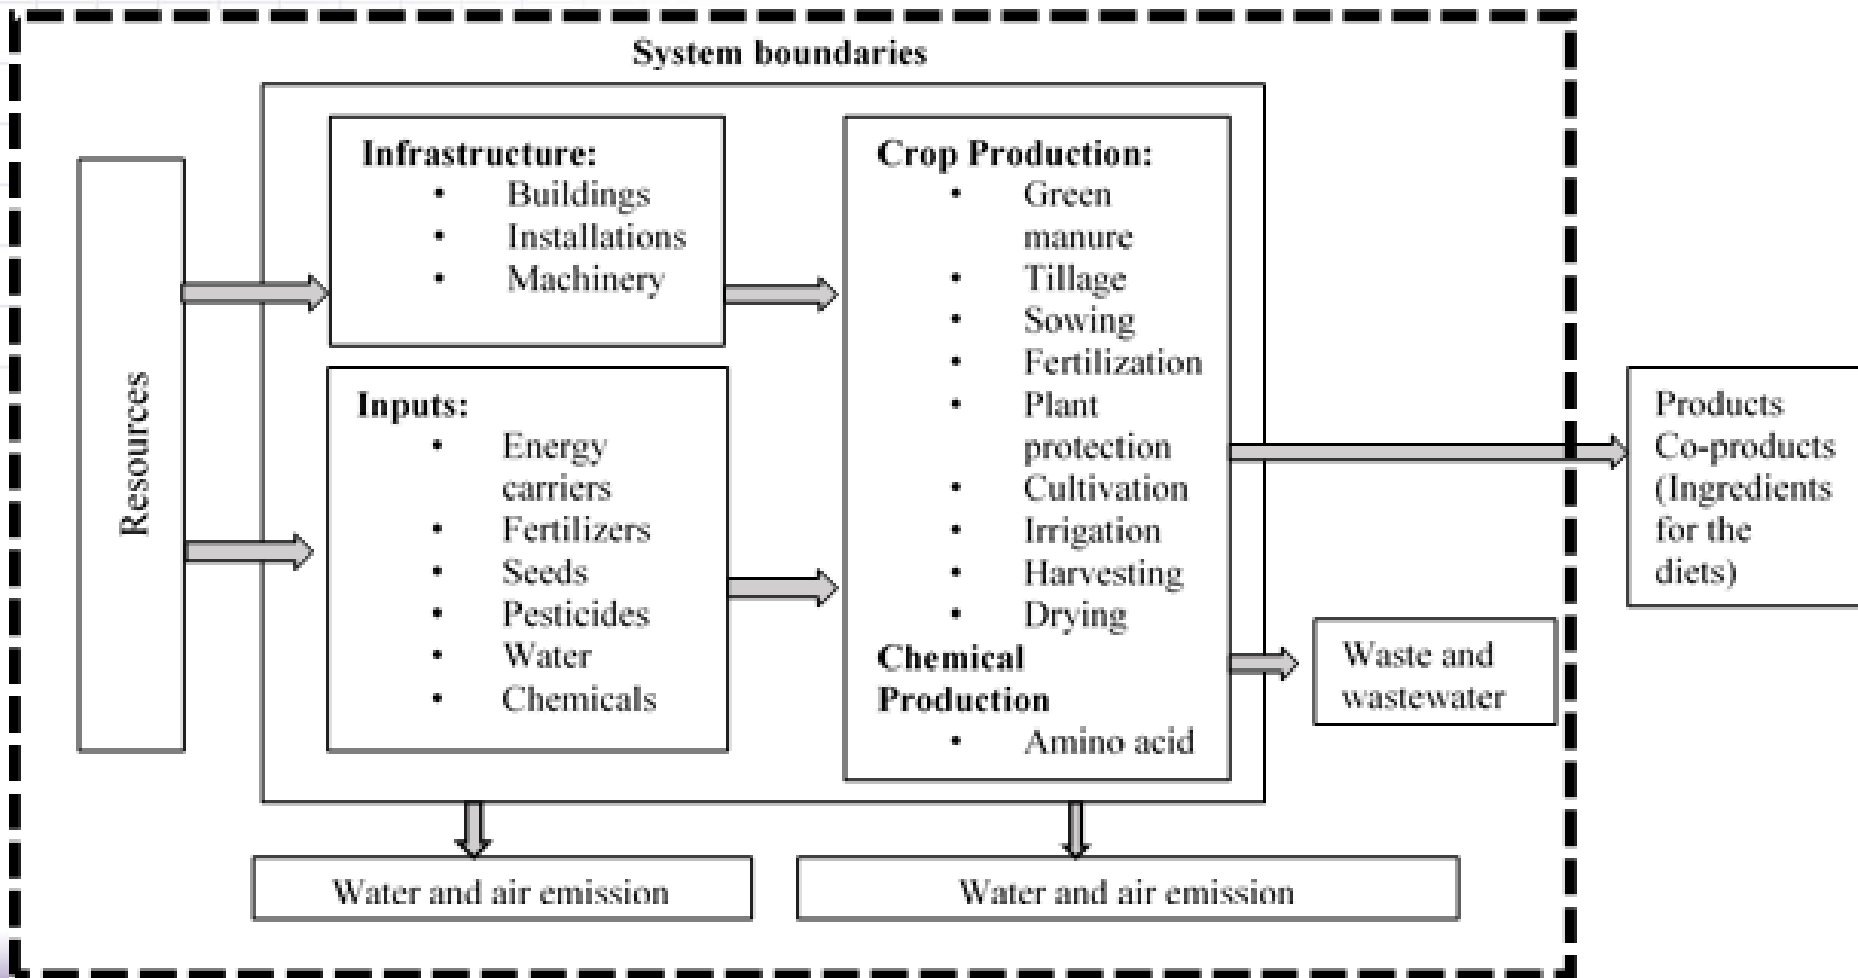 System boundaries
Resources
Infrastructure:
• Buildings
• Installations
• Machinery
Inputs:
• Energy
carriers
• Fertilizers
• Seeds
• Pesticides
• Water
• Chemicals
Crop Production:
• Green
manure
• Tillage
• Sowing
• Fertilization
• Plant
protection
• Cultivation
• Irrigation
• Harvesting
• Drying
Chemical
Production
• Amino acid
Products
Co-products
(Ingredients
for the
diets)
Waste and
wastewater
Water and air emission
Water and air emission